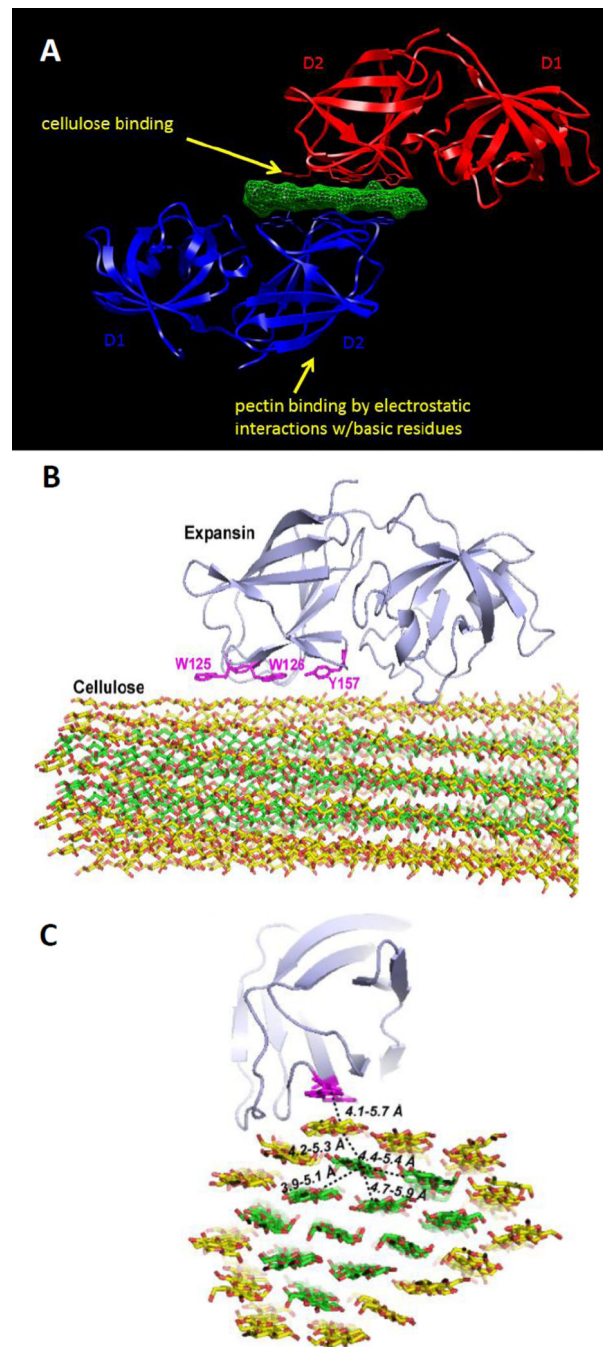 A
D2
D1
cellulose binding
D1
D2
pectin binding by electrostatic
interactions w/basic residues
B
Expansin
W125
W126
Y157
Cellulose
C
4.1-5.7 Å
4.2-5.3 Å
4.4-5.4 Å
3.9-5.1 Å
4.7-5.9 Å